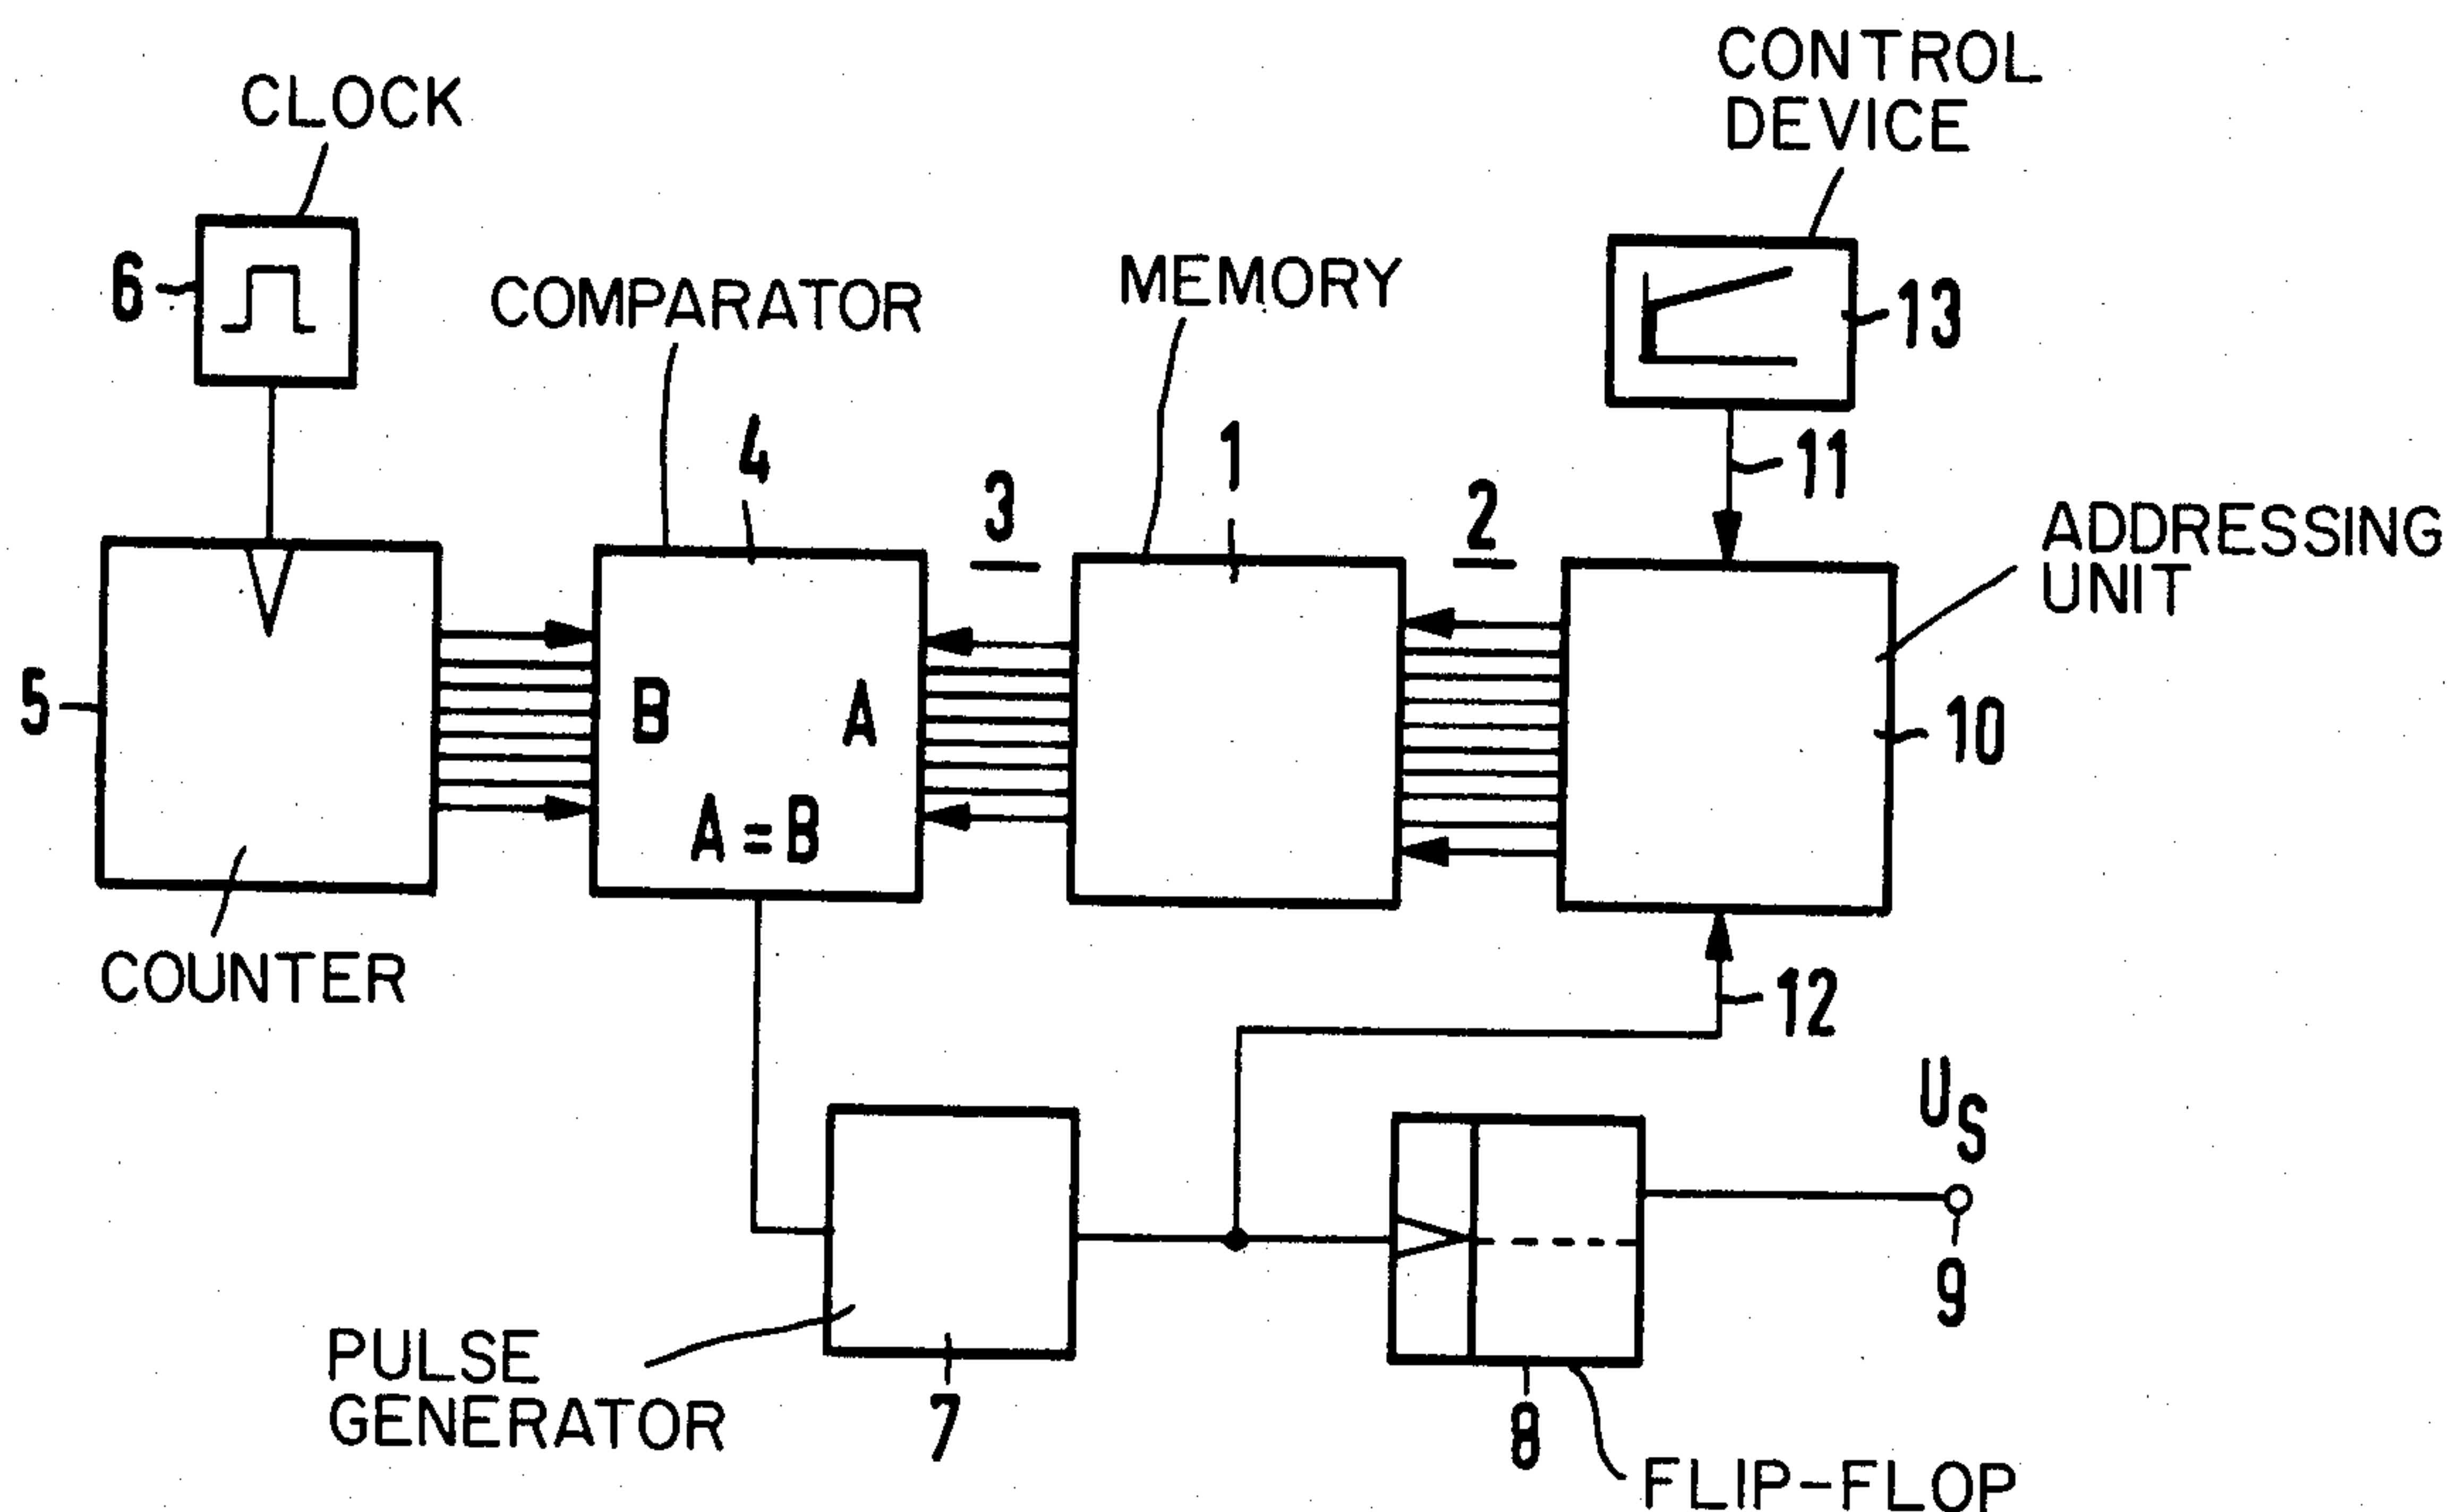 CONTROL
DEVICE
CLOCK
6
COMPARATOR
MEMORY
13
4
3
1
2
11
ADDRESSING
UNIT
5
B
A
A=B
10
COUNTER
12
US
PULSE
GENERATOR
7
8
9
FLIP-FLOP